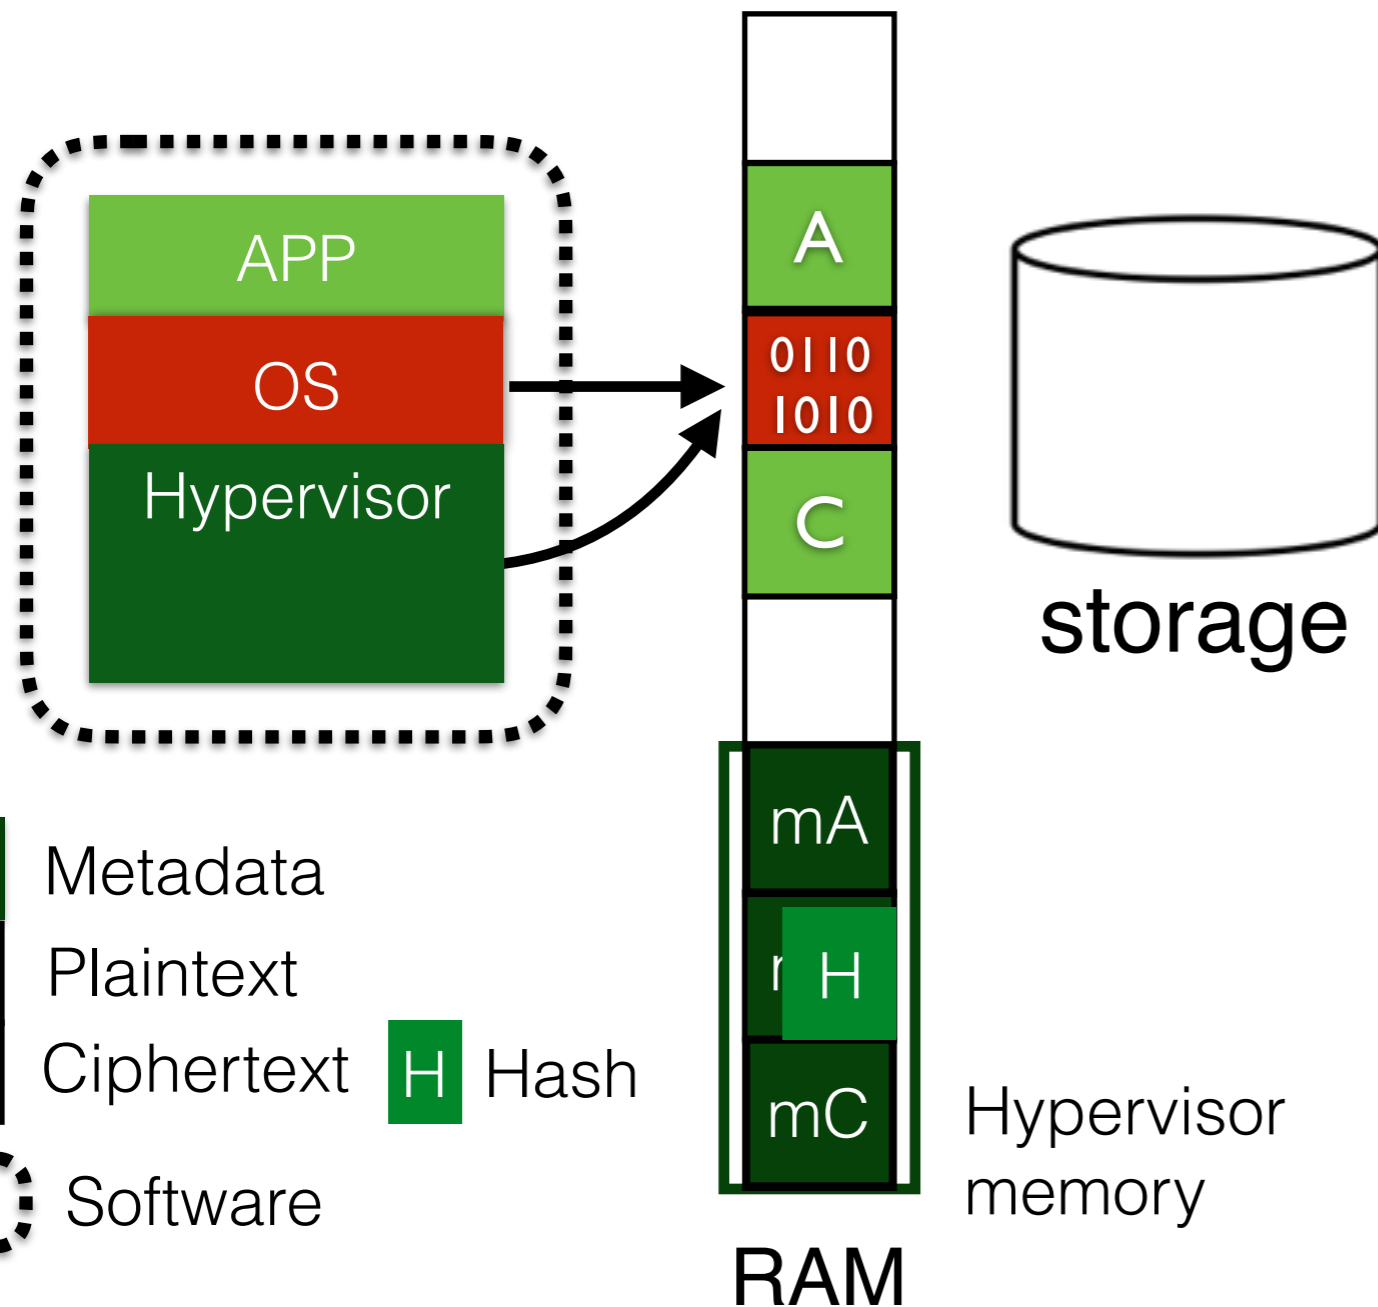 APP
OS
Hypervisor
A
0110
1010
C
storage
mA
H
mC
Hypervisor
memory
RAM
Metadata
Plaintext
Ciphertext
H Hash
Software